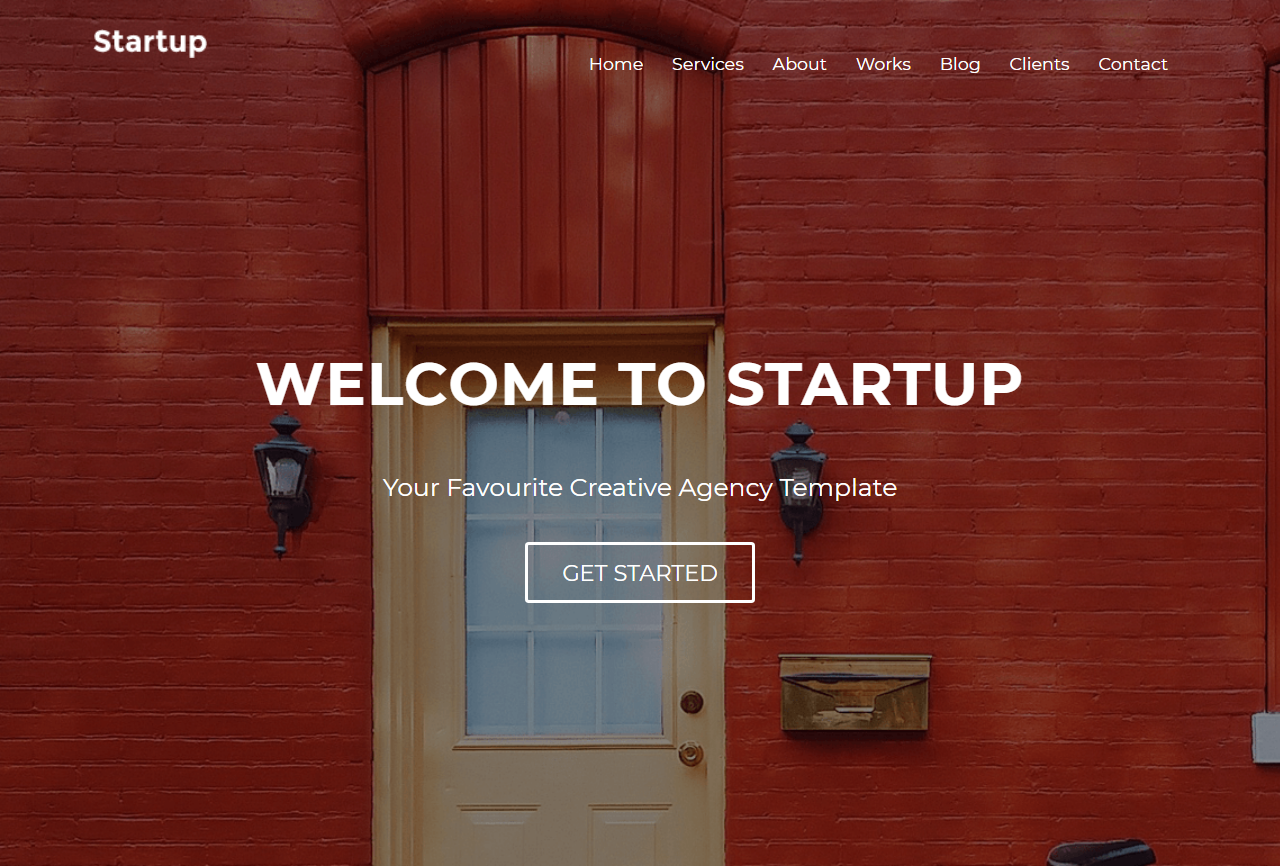 Startup
Home Services About Works Blog Clients Contact
WELCOME TO STARTUP
Your Favourite Creative Agency Template
GET STARTED